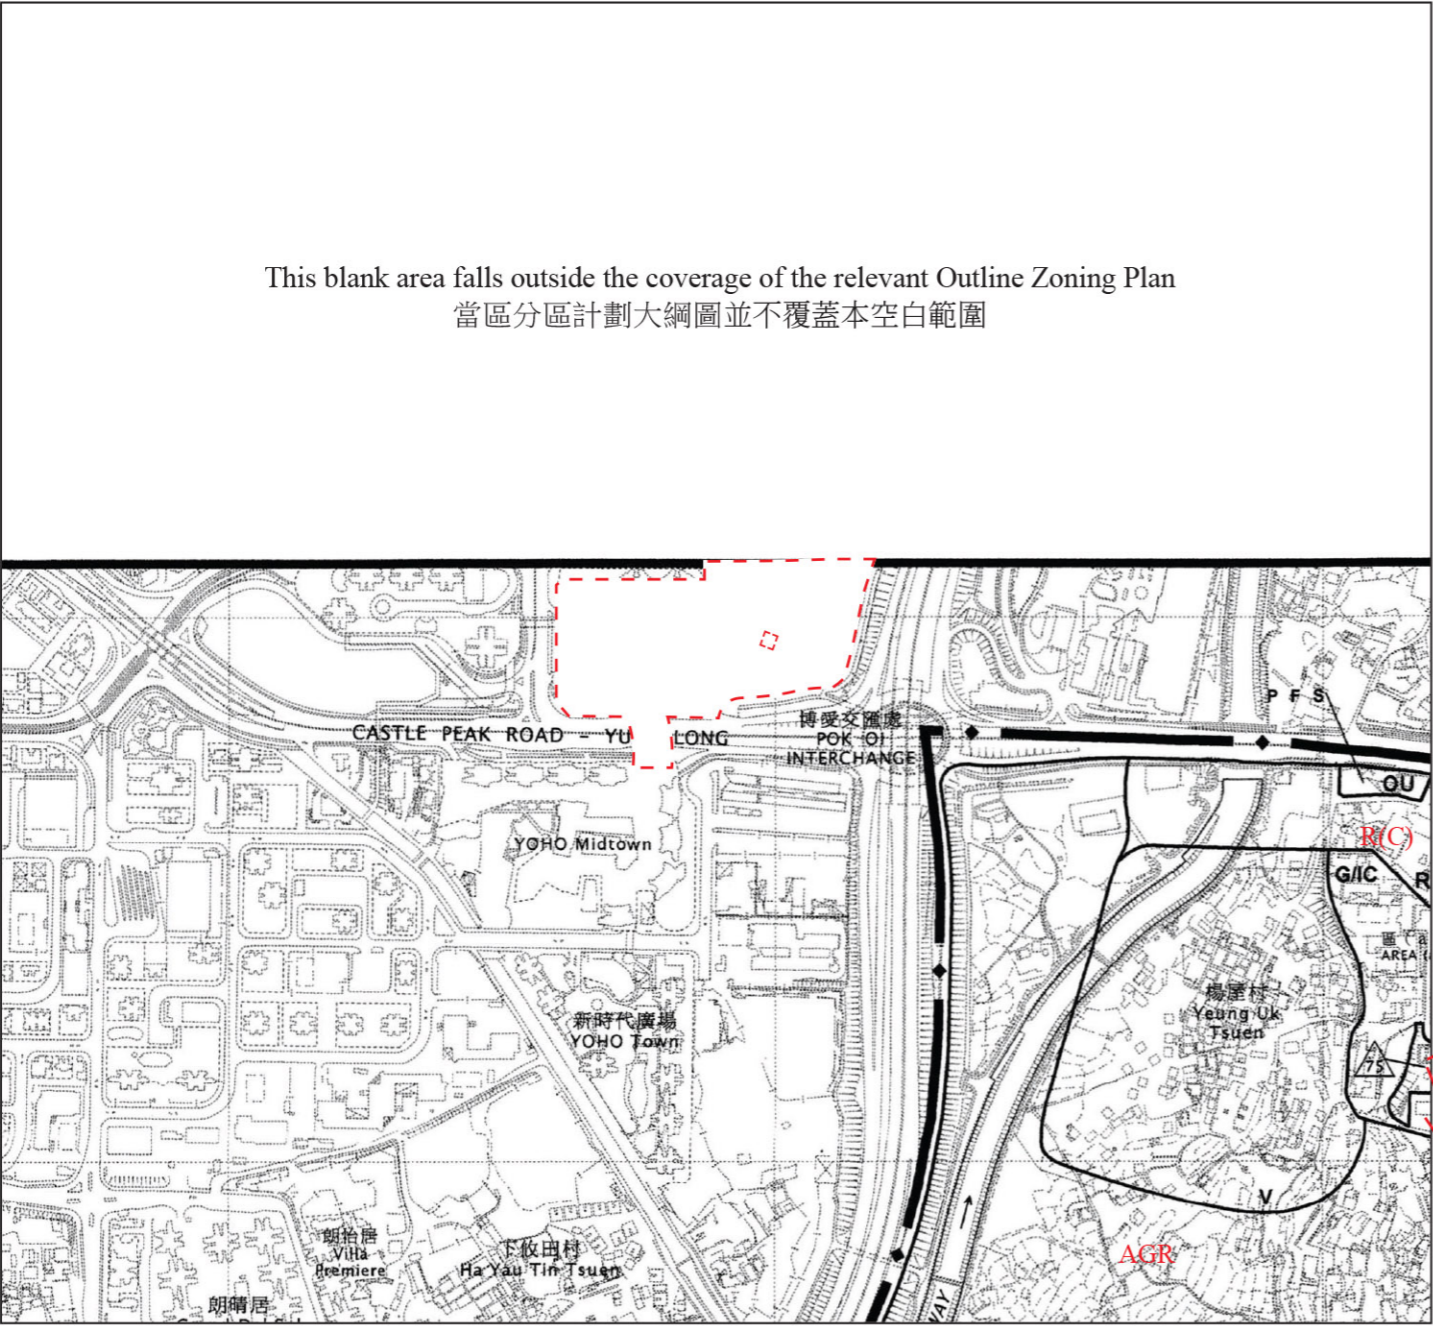 This blank area falls outside the coverage of the relevant Outline Zoning Plan
當區分區計劃大綱圖並不覆蓋本空白範圍
P F S
CASTLE PEAK ROAD – YU
LONG
博愛交匯處
POK OI
INTERCHANGE
OU
R(C)
YOHO Midtown
G/IC
R
區
AREA
楊屋村
Yeung Uk
Tsuen
新時代廣場
YOHO Town
75
V
朗怡居
Villa
Premiere
下攸田村
Ha Yau Tin Tsuen
AGR
朗晴居
WAY